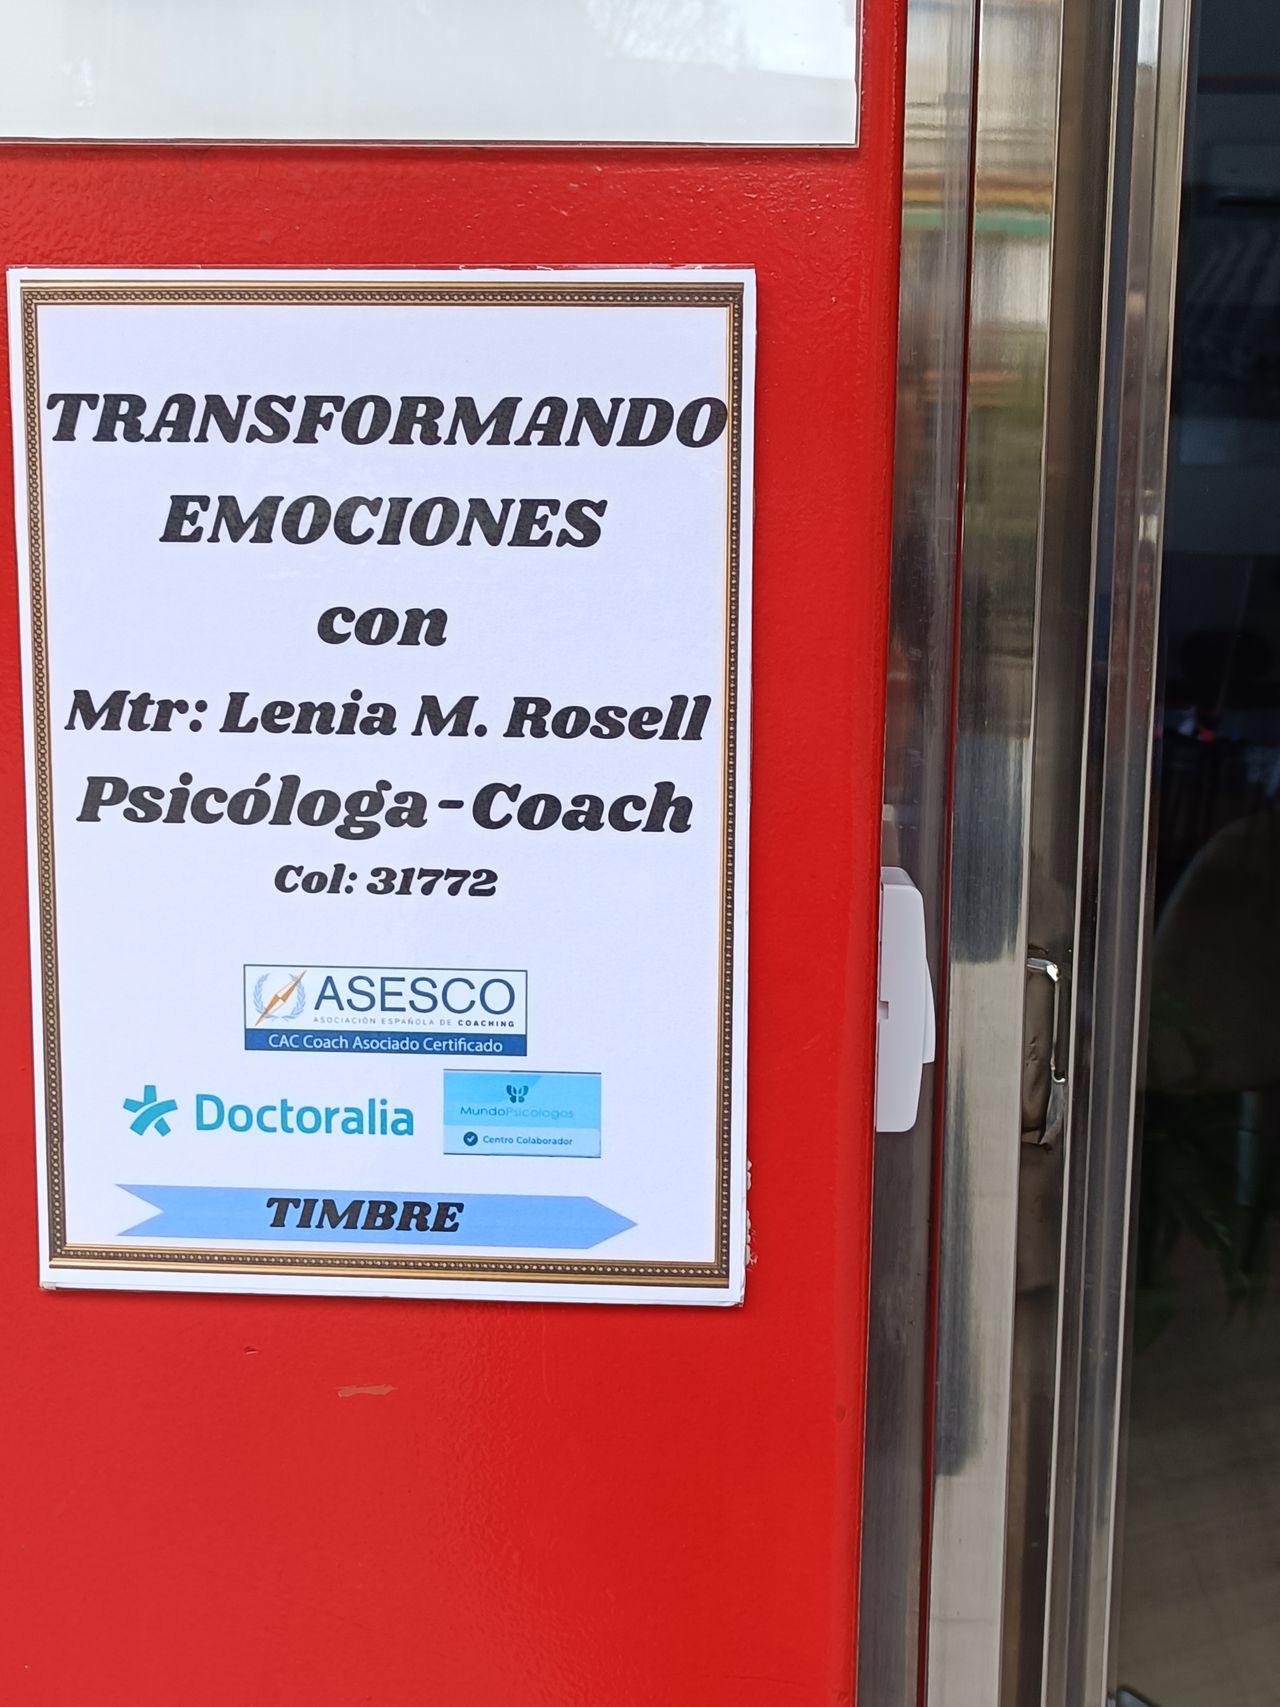 TRANSFORMANDO
EMOCIONES
con
Mtr: Lenia M. Rosell
Psicóloga-Coach
Col: 31772
ASESCO
ASOCIACIÓN ESPAÑOLA DE COACHING
CAC Coach Asociado Certificado
Doctoralia
MundoPsicologos
Centro Colaborador
TIMBRE